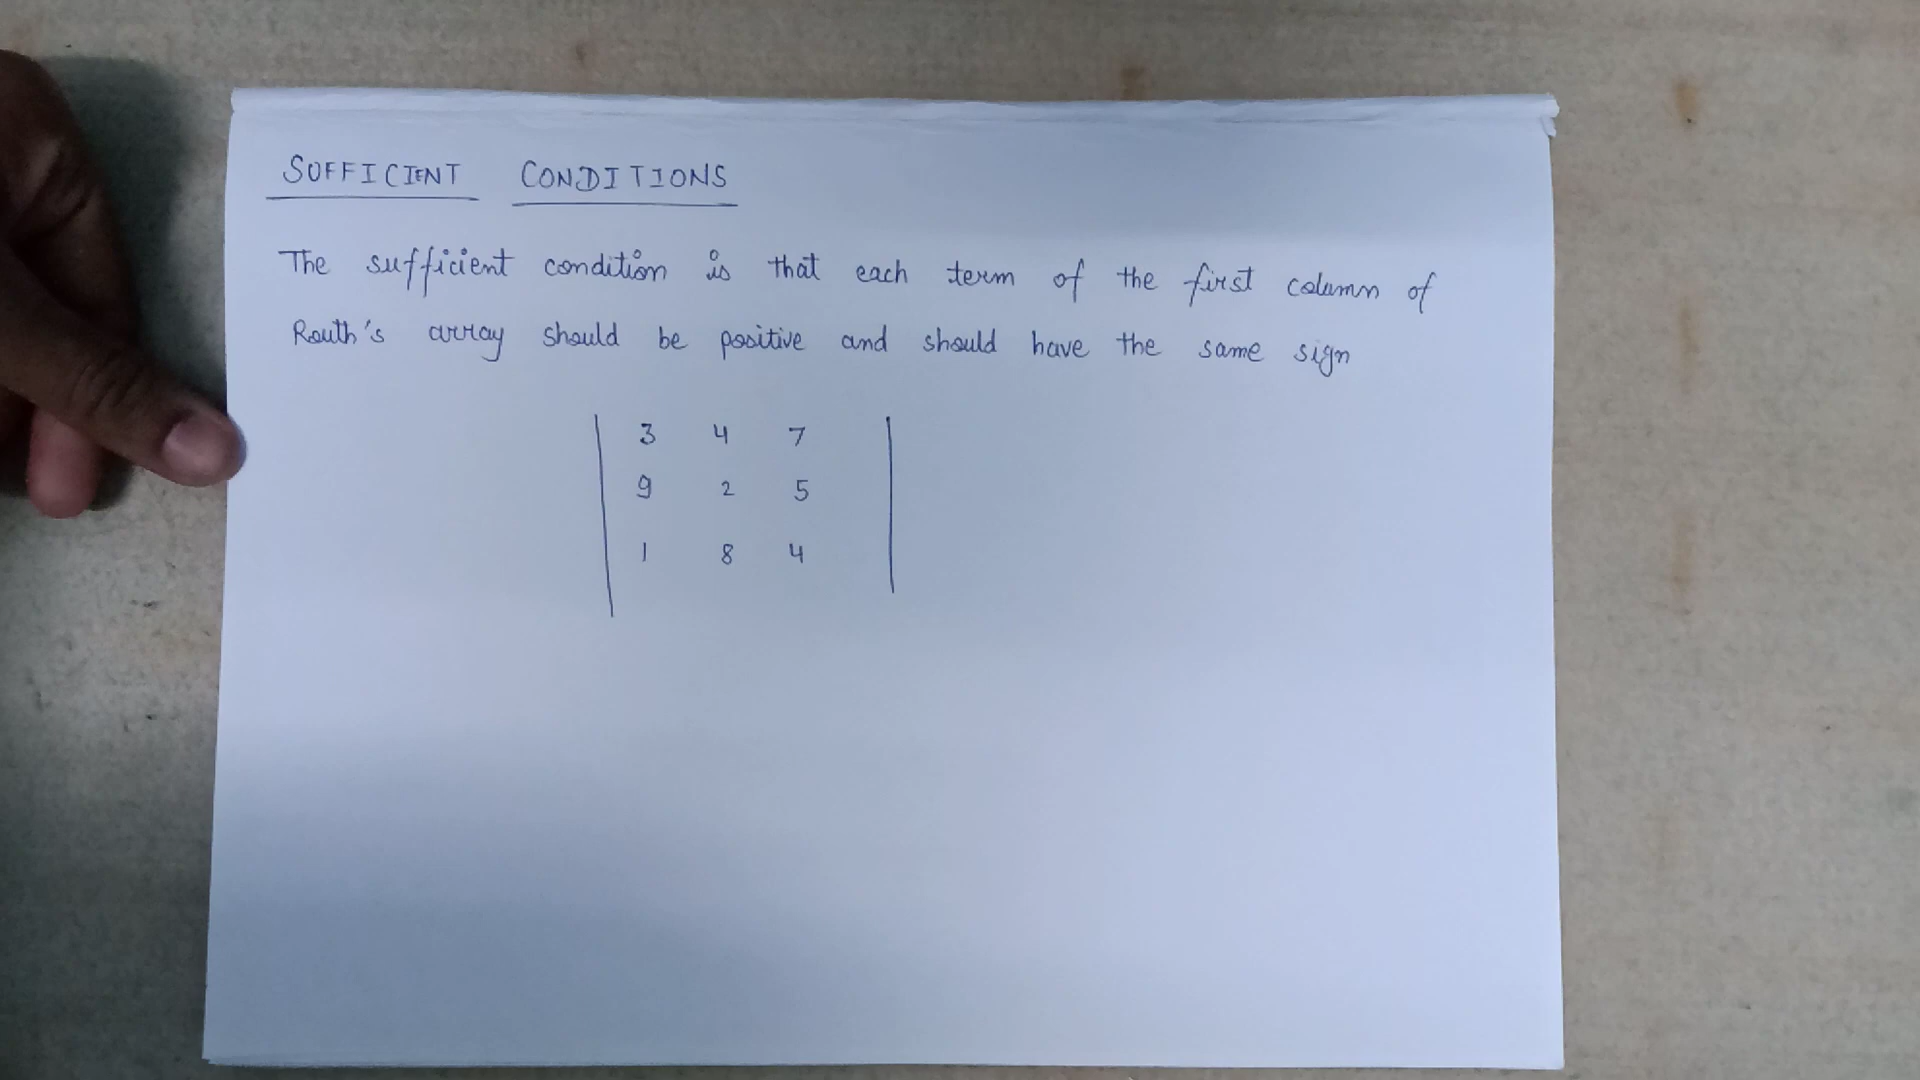 SUFFICIENT CONDITIONS
The sufficient condition is that each term of the first column of
Routh's array should be positive and should have the same sign
3 4 7
9 2 5
1 8 4